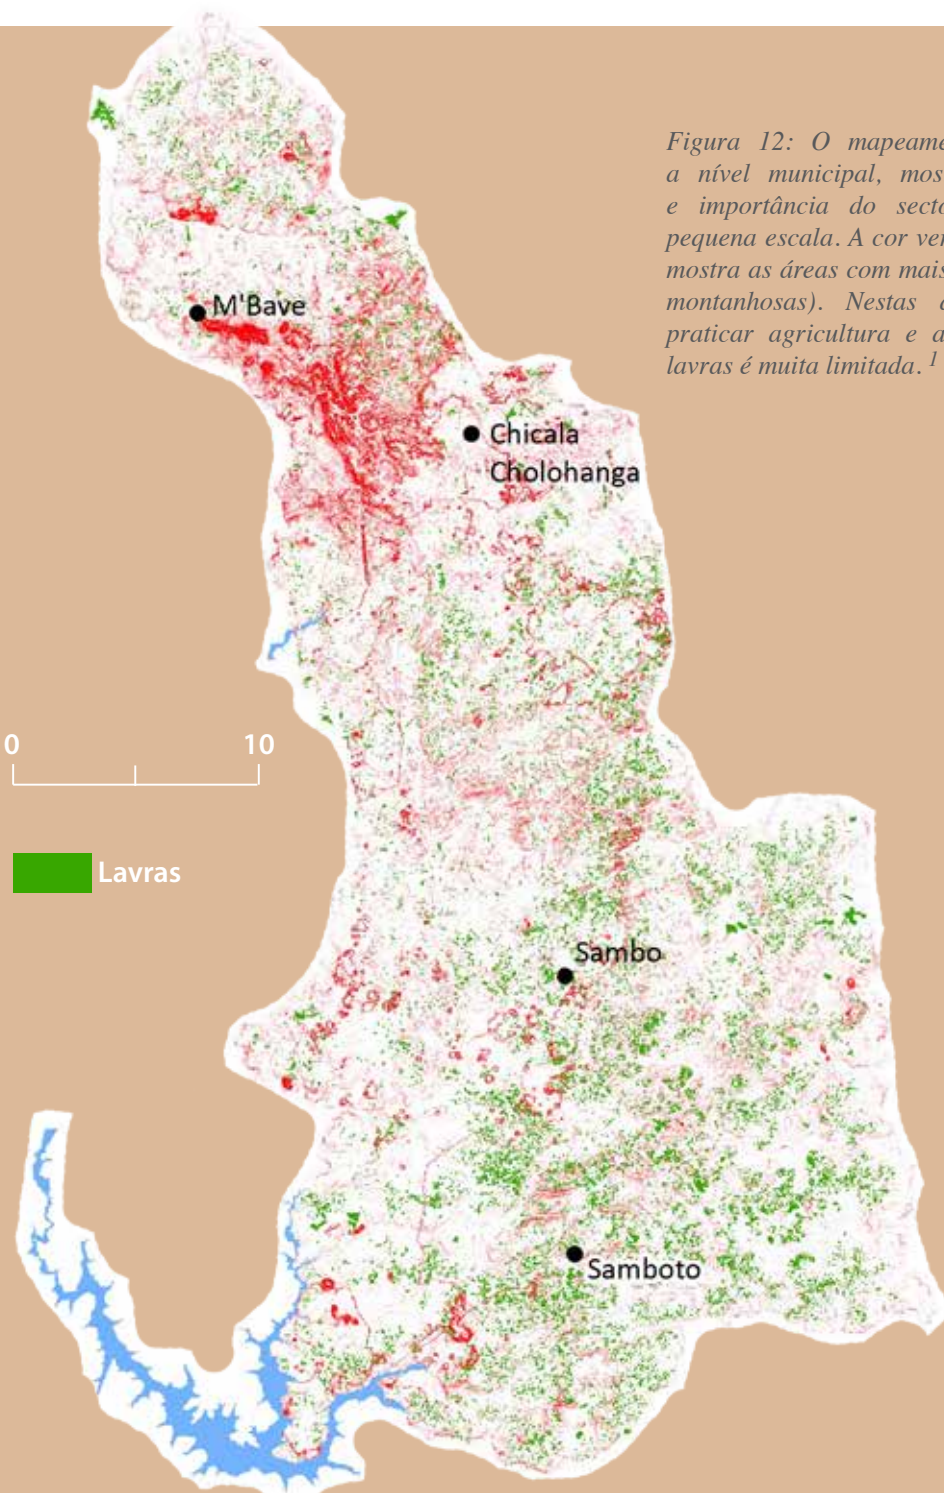 Figura 12: O mapeame
a nível municipal, mos
e importância do secto
pequena escala. A cor ver
mostra as áreas com mais
montanhosas). Nestas
praticar agricultura e a
lavras é muita limitada. 1
M'Bave
Chicala
Cholohanga
0 10
Lavras
Sambo
Samboto